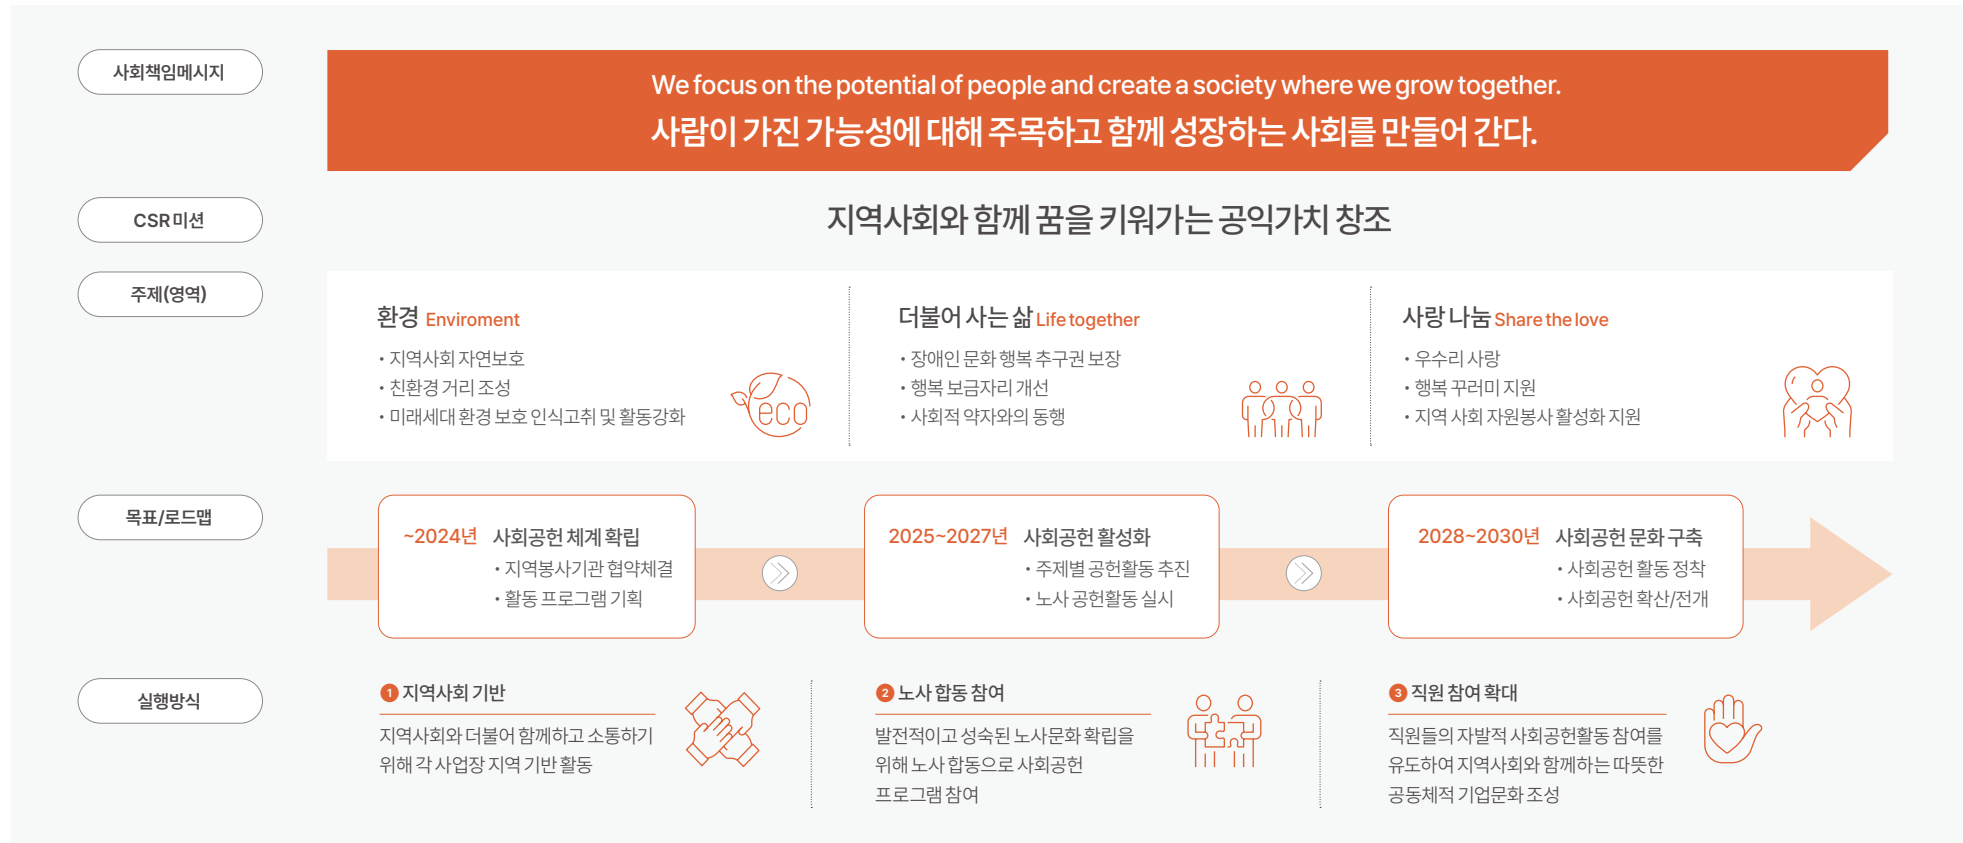 사회책임메시지
We focus on the potential of people and create a society where we grow together.
사람이 가진 가능성에 대해 주목하고 함께 성장하는 사회를 만들어 간다.
CSR 미션
지역사회와 함께 꿈을 키워가는 공익가치 창조
주제(영역)
환경 Enviroment
• 지역사회 자연보호
• 친환경 거리 조성
• 미래세대 환경 보호 인식고취 및 활동강화
eco
더불어 사는 삶 Life together
• 장애인 문화 행복 추구권 보장
• 행복 보금자리 개선
• 사회적 약자와의 동행
사랑 나눔 Share the love
• 우수리 사랑
• 행복 꾸러미 지원
• 지역 사회 자원봉사 활성화 지원
목표/로드맵
~2024년 사회공헌 체계 확립
• 지역봉사기관 협약체결
• 활동 프로그램 기획
2025~2027년 사회공헌 활성화
• 주제별 공헌활동 추진
• 노사 공헌활동 실시
2028~2030년 사회공헌 문화 구축
• 사회공헌 활동 정착
• 사회공헌 확산/전개
실행방식
1 지역사회 기반
지역사회와 더불어 함께하고 소통하기
위해 각 사업장 지역 기반 활동
2 노사 합동 참여
발전적이고 성숙된 노사문화 확립을
위해 노사 합동으로 사회공헌
프로그램 참여
3 직원 참여 확대
직원들의 자발적 사회공헌활동 참여를
유도하여 지역사회와 함께하는 따뜻한
공동체적 기업문화 조성